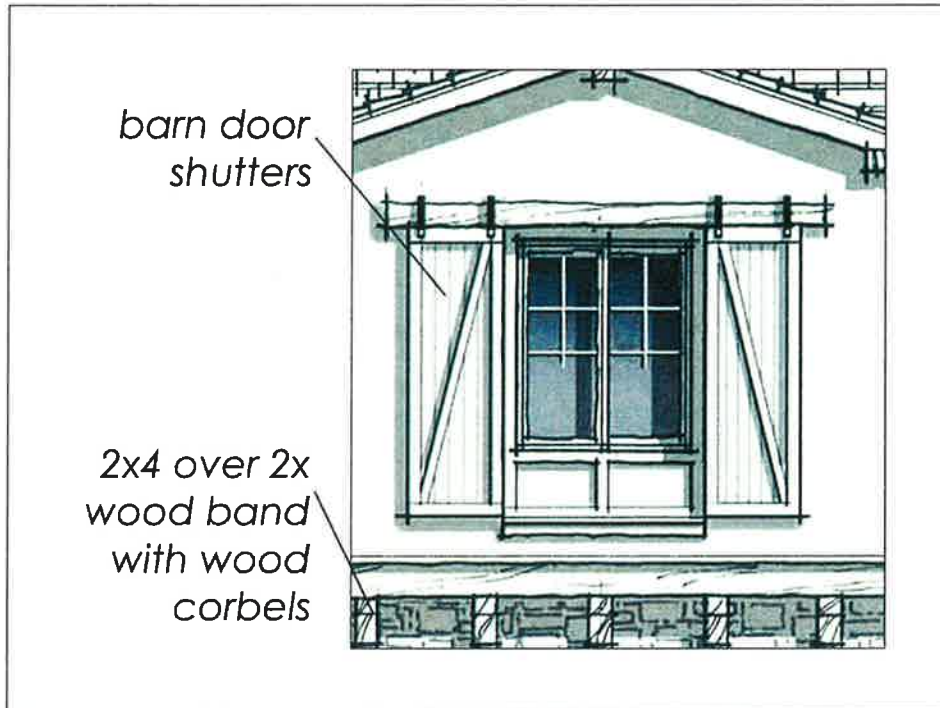 barn door
shutters
2x4 over 2x
wood band
with wood
corbels